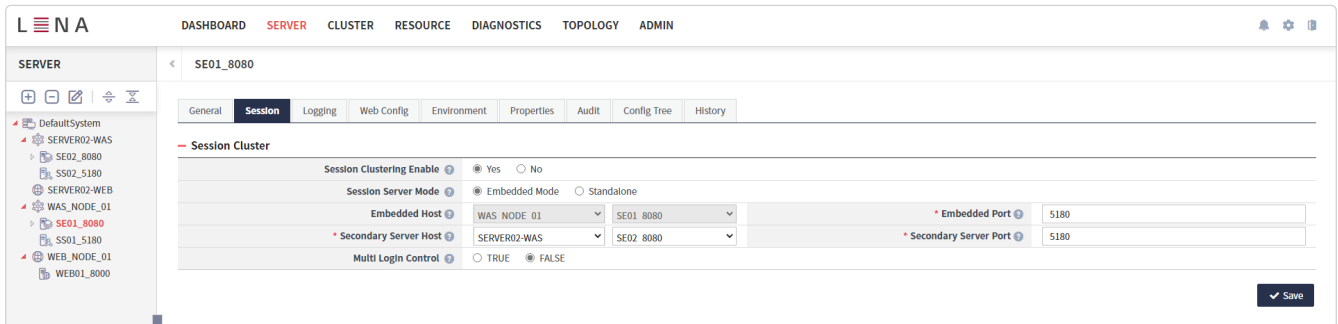 LENA
DASHBOARD SERVER CLUSTER RESOURCE DIAGNOSTICS TOPOLOGY ADMIN
SERVER
SE01_8080
General Session Logging Web Config Environment Properties Audit Config Tree History
DefaultSystem
SERVER02-WAS
SE02_8080
SS02_5180
SERVER02-WEB
WAS_NODE_01
SE01_8080
SS01_5180
WEB_NODE_01
WEB01_8000
Session Cluster
Session Clustering Enable ? Yes No
Session Server Mode ? Embedded Mode Standalone
Embedded Host ? WAS_NODE_01 SE01_8080 * Embedded Port ? 5180
* Secondary Server Host ? SERVER02-WAS SE02_8080 * Secondary Server Port ? 5180
Multi Login Control ? TRUE FALSE
Save